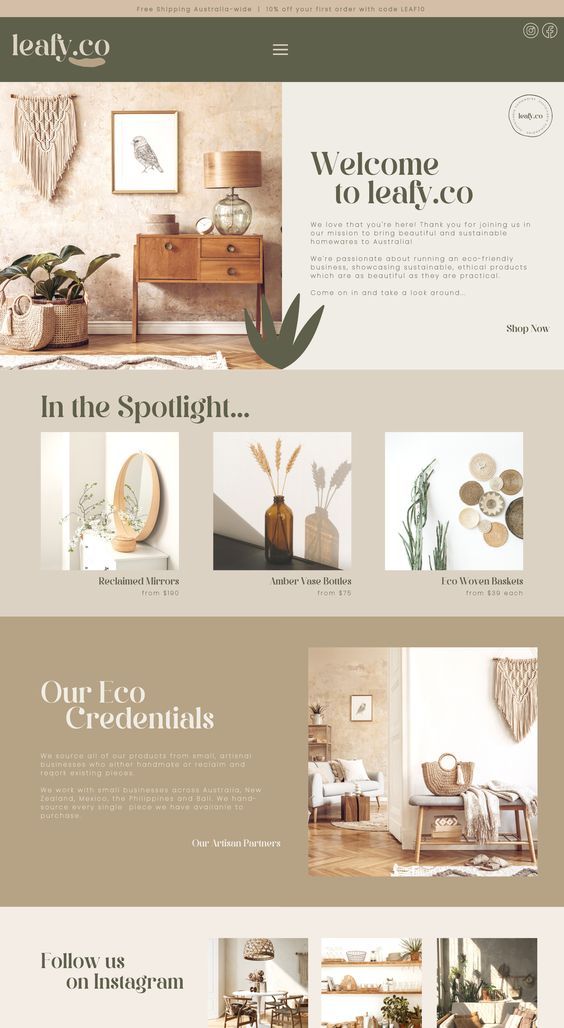 Free Shipping Australia-wide | 10% off your first order with code LEAF10
leafy.co
leafy.co
Welcome
to leafy.co
We love that you're here! Thank you for joining us in
our mission to bring beautiful and sustainable
homewares to Australia!
We're passionate about running an eco-friendly
business, showcasing sustainable, ethical products
which are as beautiful as they are practical.
Come on in and take a look around...
Shop Now
In the Spotlight...
Reclaimed Mirrors
from $190
Amber Vase Bottles
from $75
Eco Woven Baskets
from $39 each
Our Eco
Credentials
We source all of our products from small, artisnal
businesses who either handmake or reclaim and
reqork existing pieces.
We work with small businesses across Australia, New
Zealand, Mexico, the Philippines and Bali. We hand-
source every single piece we have available to
purchase.
Our Artisan Partners
Follow us
on Instagram